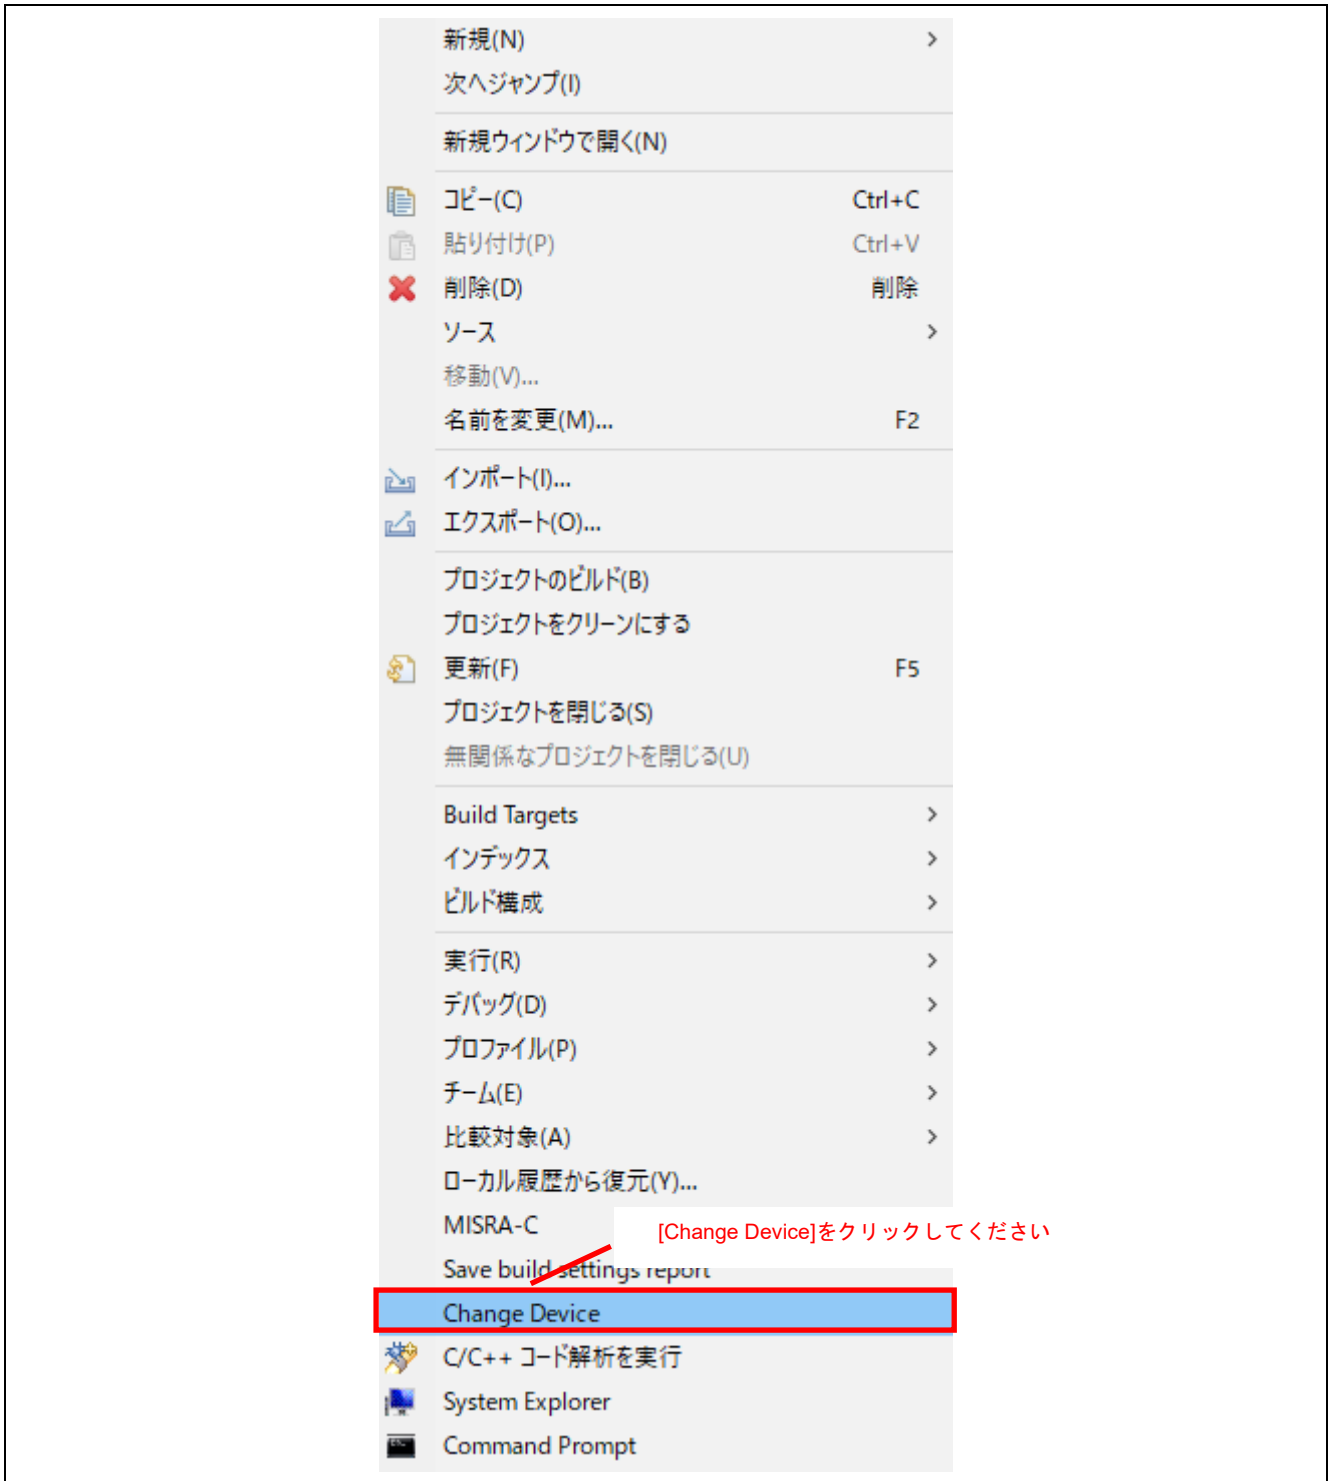 新規(N)
次へジャンプ(I)
新規ウィンドウで開く(N)
コピー(C) Ctrl+C
貼り付け(P) Ctrl+V
削除(D) 削除
ソース
移動(V)...
名前を変更(M)... F2
インポート(I)...
エクスポート(O)...
プロジェクトのビルド(B)
プロジェクトをクリーンにする
更新(F) F5
プロジェクトを閉じる(S)
無関係なプロジェクトを閉じる(U)
Build Targets
インデックス
ビルド構成
実行(R)
デバッグ(D)
プロファイル(P)
チーム(E)
比較対象(A)
ローカル履歴から復元(Y)...
MISRA-C
[Change Device]をクリックしてください
Save build settings report
Change Device
C/C++ コード解析を実行
System Explorer
Command Prompt